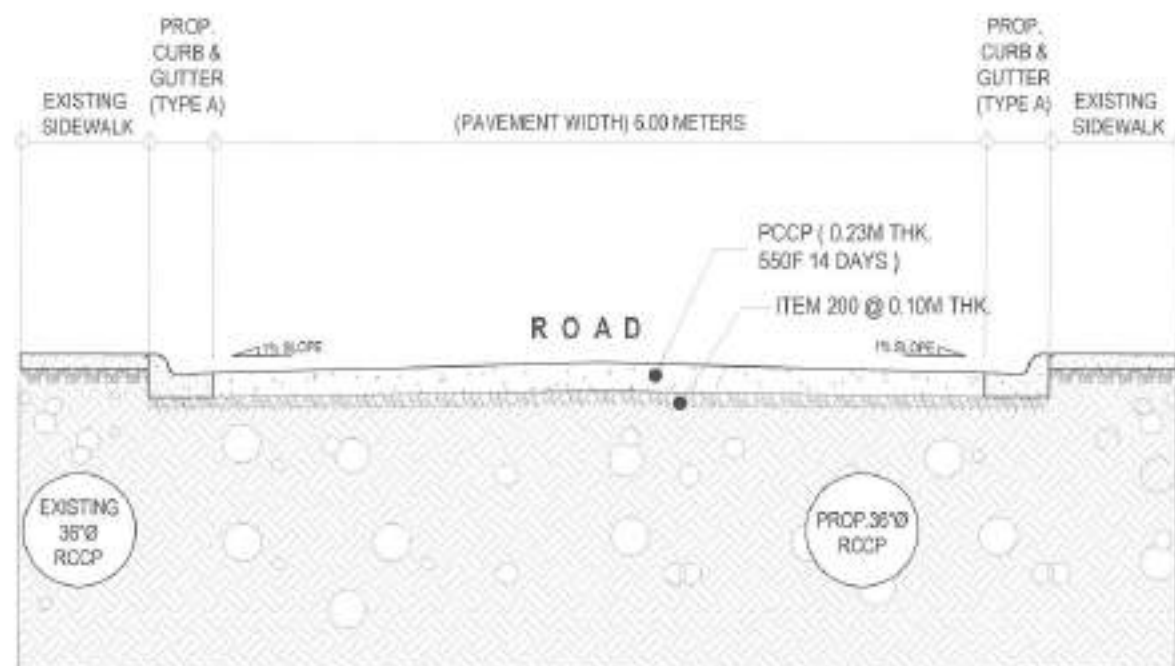 PROP.
CURB &
GUTTER
(TYPE A)
EXISTING
SIDEWALK
(PAVEMENT WIDTH) 6.00 METERS
PROP.
CURB &
GUTTER
(TYPE A)
EXISTING
SIDEWALK
PCCP ( 0.23M THK.
550F 14 DAYS )
ITEM 200 @ 0.10M THK.
ROAD
1% SLOPE
1% SLOPE
EXISTING
36"Ø
RCCP
PROP.36"Ø
RCCP